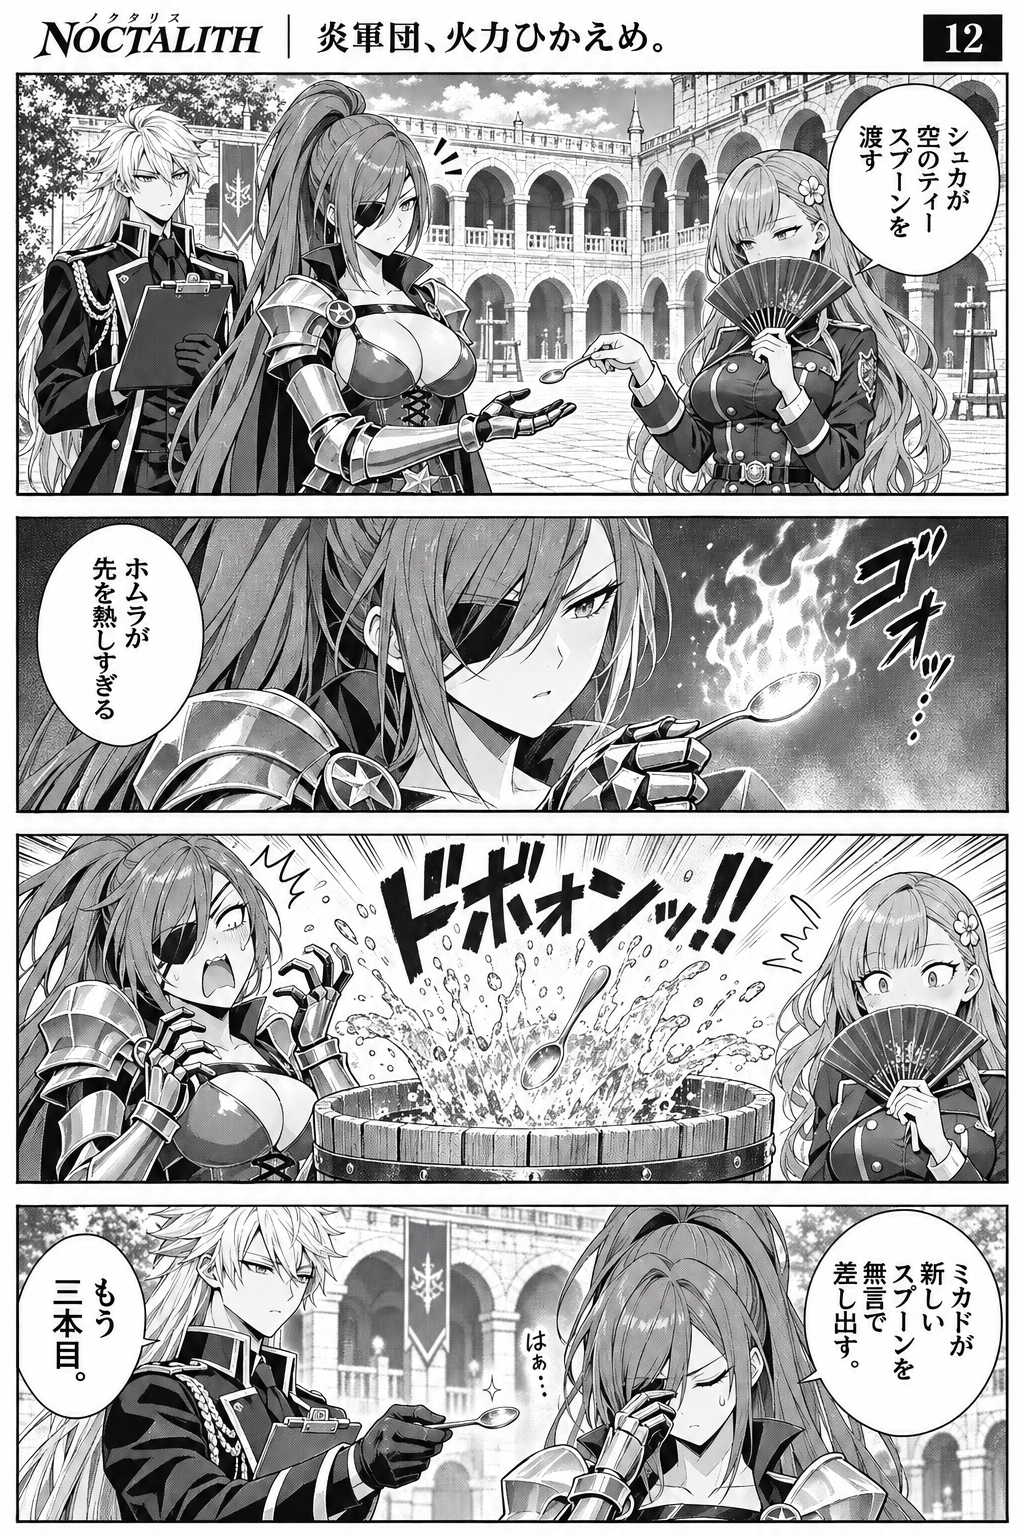 ノクタリス
NOCTALITH
炎軍団、火力ひかえめ。
12
シュカが
空のティー
スプーンを
渡す
ホムラが
先を熱しすぎる
ゴオォッ…
ドボォンッ!!
ミカドが
新しい
スプーンを
無言で
差し出す。
はぁ…
もう
三本目。